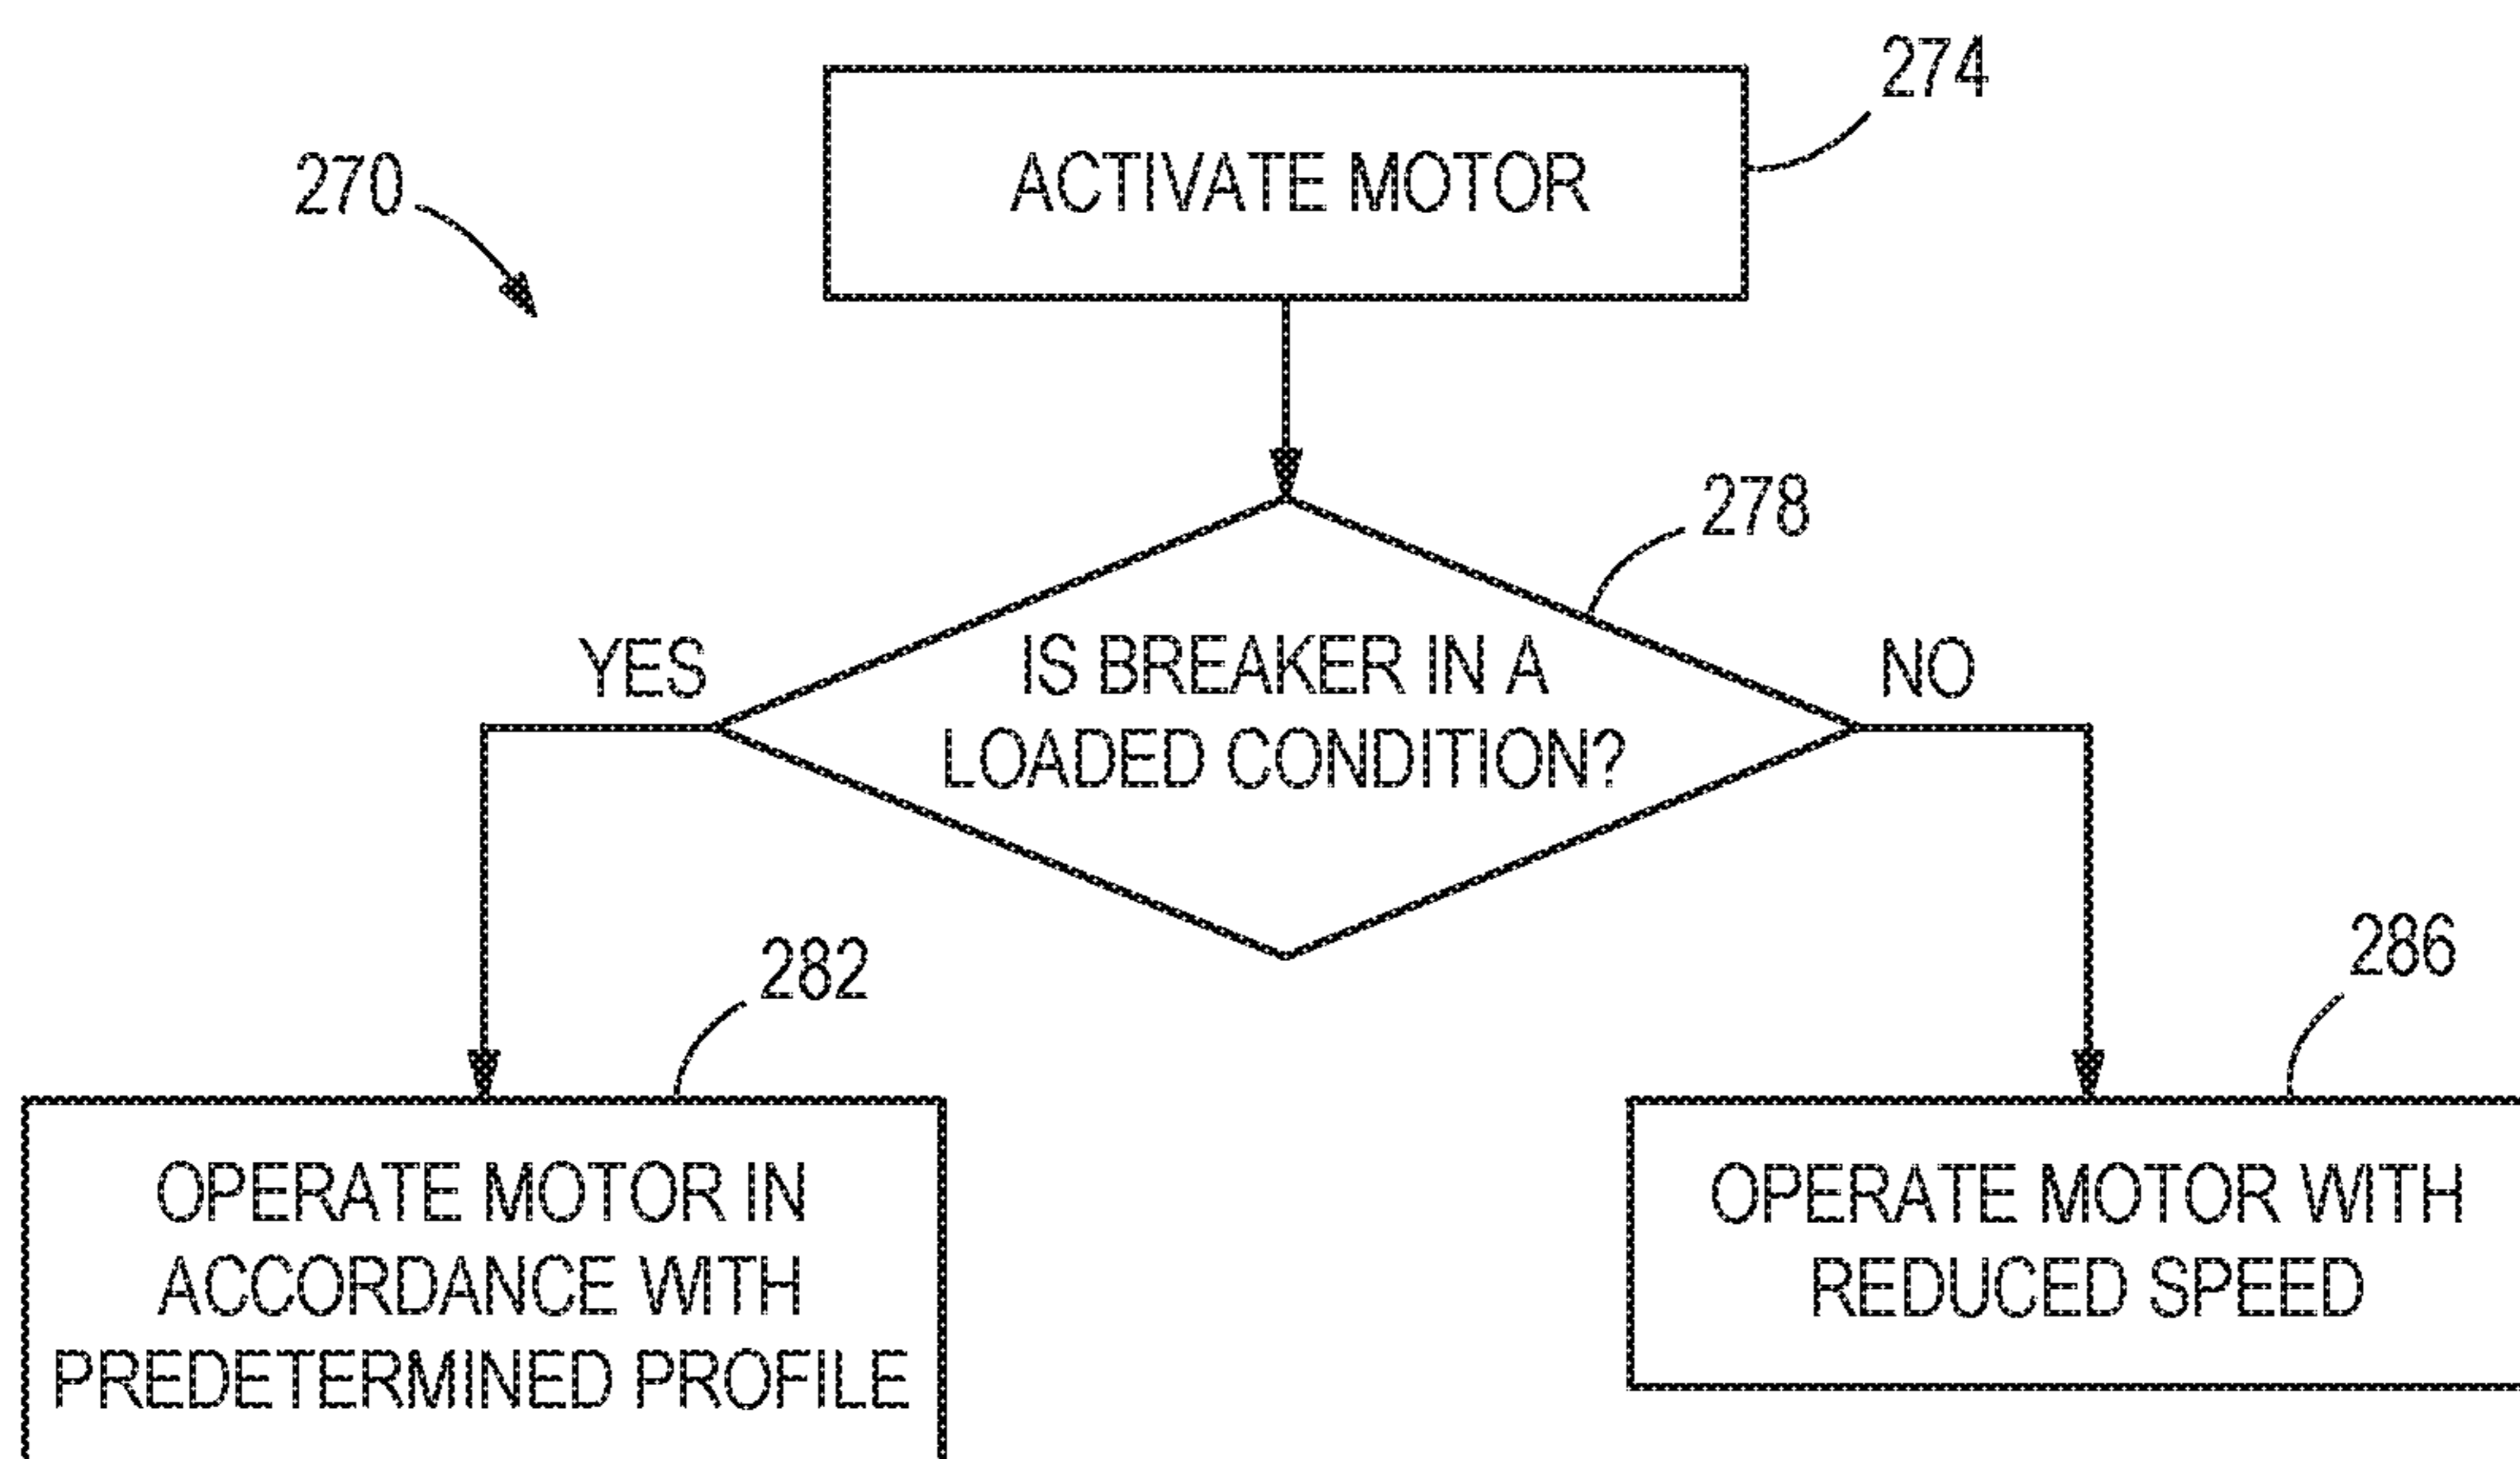 274
270
ACTIVATE MOTOR
278
YES
IS BREAKER IN A
LOADED CONDITION?
NO
282
286
OPERATE MOTOR IN
ACCORDANCE WITH
PREDETERMINED PROFILE
OPERATE MOTOR WITH
REDUCED SPEED